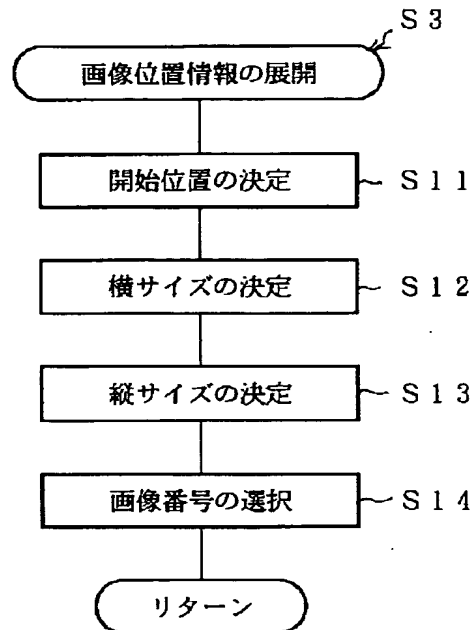 S3
画像位置情報の展開
開始位置の決定 S11
横サイズの決定 S12
縦サイズの決定 S13
画像番号の選択 S14
リターン